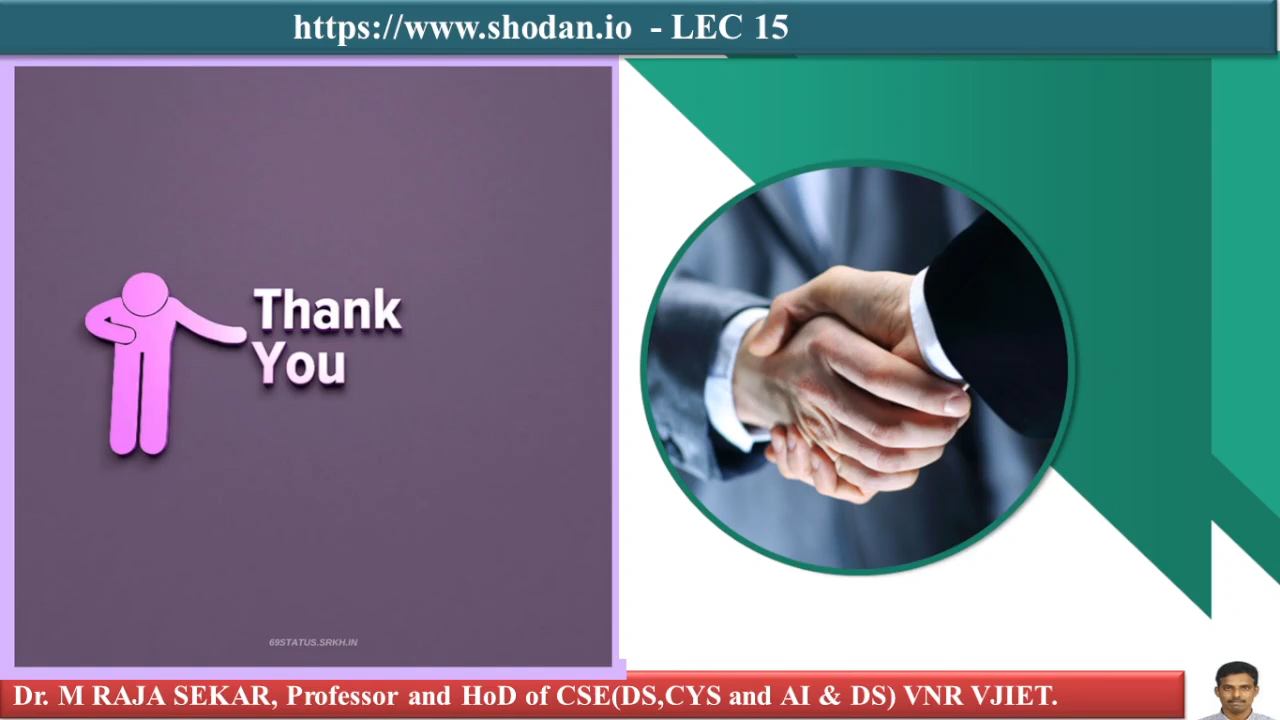 https://www.shodan.io - LEC 15
Thank
You
69STATUS.SRKH.IN
Dr. M RAJA SEKAR, Professor and HoD of CSE(DS,CYS and AI & DS) VNR VJIET.